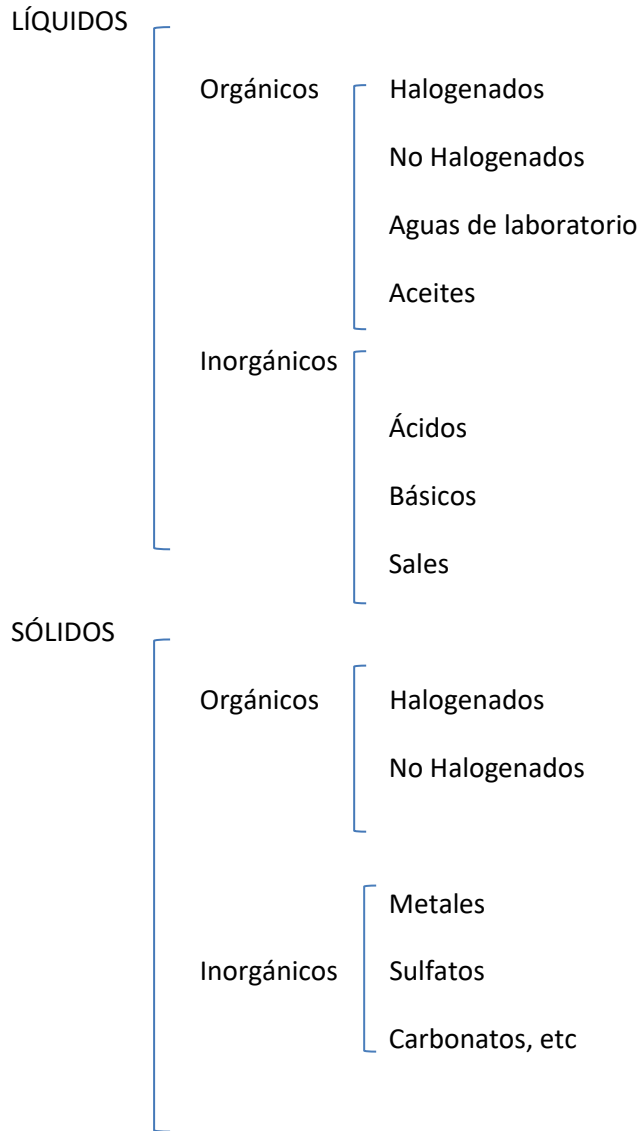 LÍQUIDOS
Orgánicos Halogenados
No Halogenados
Aguas de laboratorio
Aceites
Inorgánicos
Ácidos
Básicos
Sales
SÓLIDOS
Orgánicos Halogenados
No Halogenados
Metales
Inorgánicos Sulfatos
Carbonatos, etc